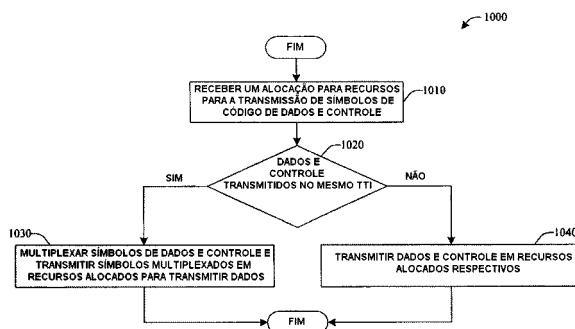 1000
FIM
RECEBER UM ALOCAÇÃO PARA RECURSOS
PARA A TRANSMISSÃO DE SÍMBOLOS DE
CÓDIGO DE DADOS E CONTROLE
1010
1020
DADOS E
CONTROLE
TRANSMITIDOS NO MESMO TTI
SIM
NÃO
1030
MULTIPLEXAR SÍMBOLOS DE DADOS E CONTROLE E
TRANSMITIR SÍMBOLOS MULTIPLEXADOS EM
RECURSOS ALOCADOS PARA TRANSMITIR DADOS
1040
TRANSMITIR DADOS E CONTROLE EM RECURSOS
ALOCADOS RESPECTIVOS
FIM